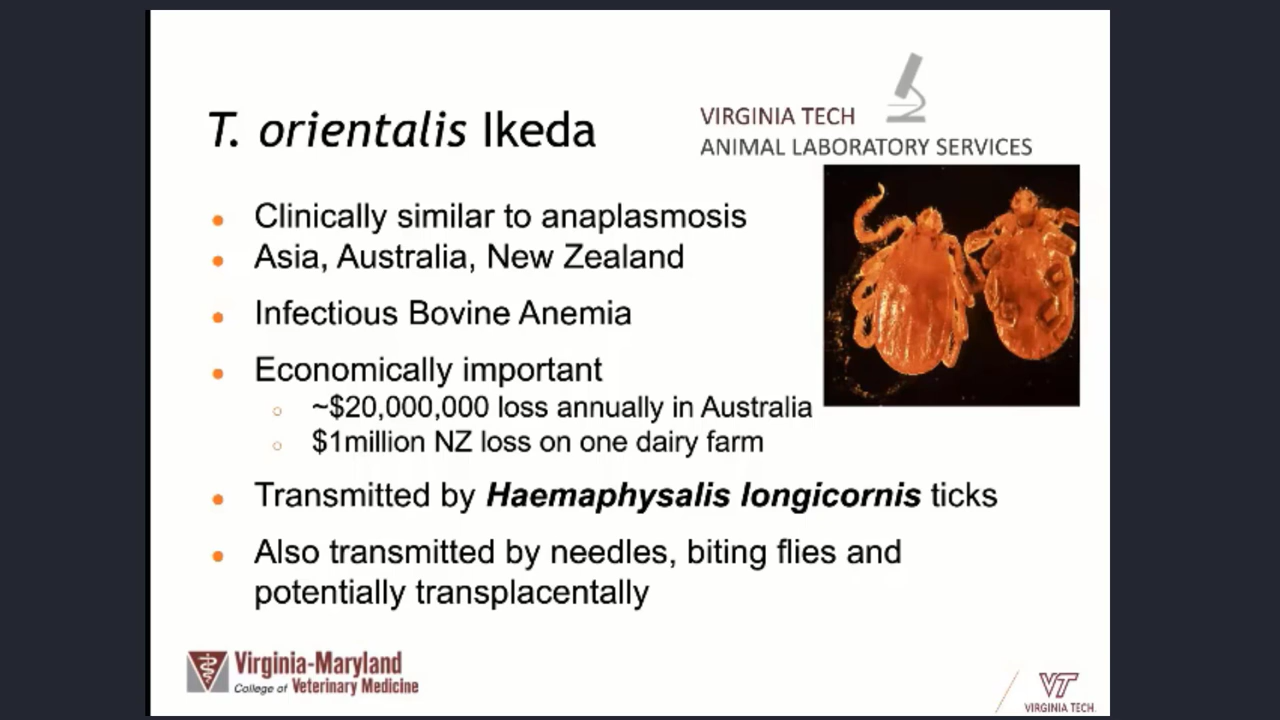 T. orientalis Ikeda
VIRGINIA TECH
ANIMAL LABORATORY SERVICES
Clinically similar to anaplasmosis
Asia, Australia, New Zealand
Infectious Bovine Anemia
Economically important
~$20,000,000 loss annually in Australia
$1million NZ loss on one dairy farm
Transmitted by Haemaphysalis longicornis ticks
Also transmitted by needles, biting flies and
potentially transplacentally
Virginia-Maryland
College of Veterinary Medicine
VT
VIRGINIA TECH.